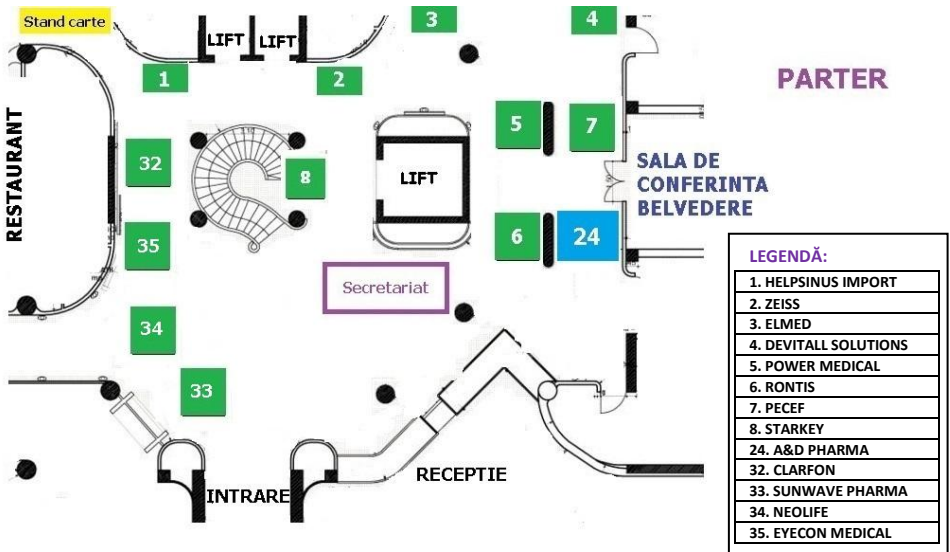 Stand carte
3
4
LIFT
LIFT
1
2
PARTER
5
7
RESTAURANT
32
8
LIFT
SALA DE
CONFERINTA
BELVEDERE
35
6
24
Secretariat
34
33
RECEPTIE
INTRARE
LEGENDĂ:
1. HELPSINUS IMPORT
2. ZEISS
3. ELMED
4. DEVITALL SOLUTIONS
5. POWER MEDICAL
6. RONTIS
7. PECEF
8. STARKEY
24. A&D PHARMA
32. CLARFON
33. SUNWAVE PHARMA
34. NEOLIFE
35. EYECON MEDICAL